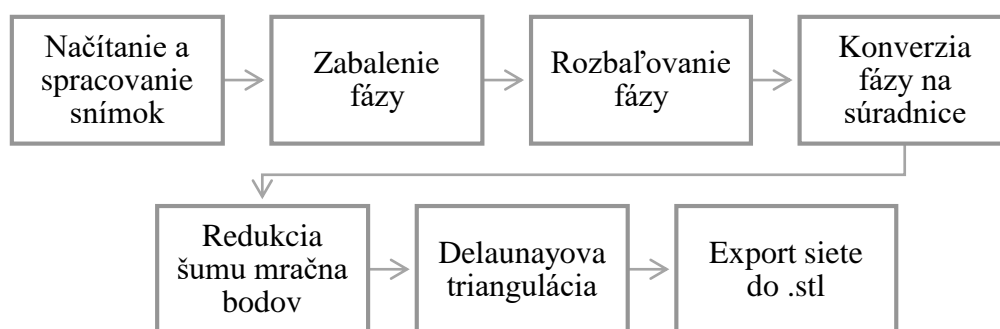 Načítanie a
spracovanie
snímok
Zabalenie
fázy
Rozbaľovanie
fázy
Konverzia
fázy na
súradnice
Redukcia
šumu mračna
bodov
Delaunayova
triangulácia
Export siete
do .stl